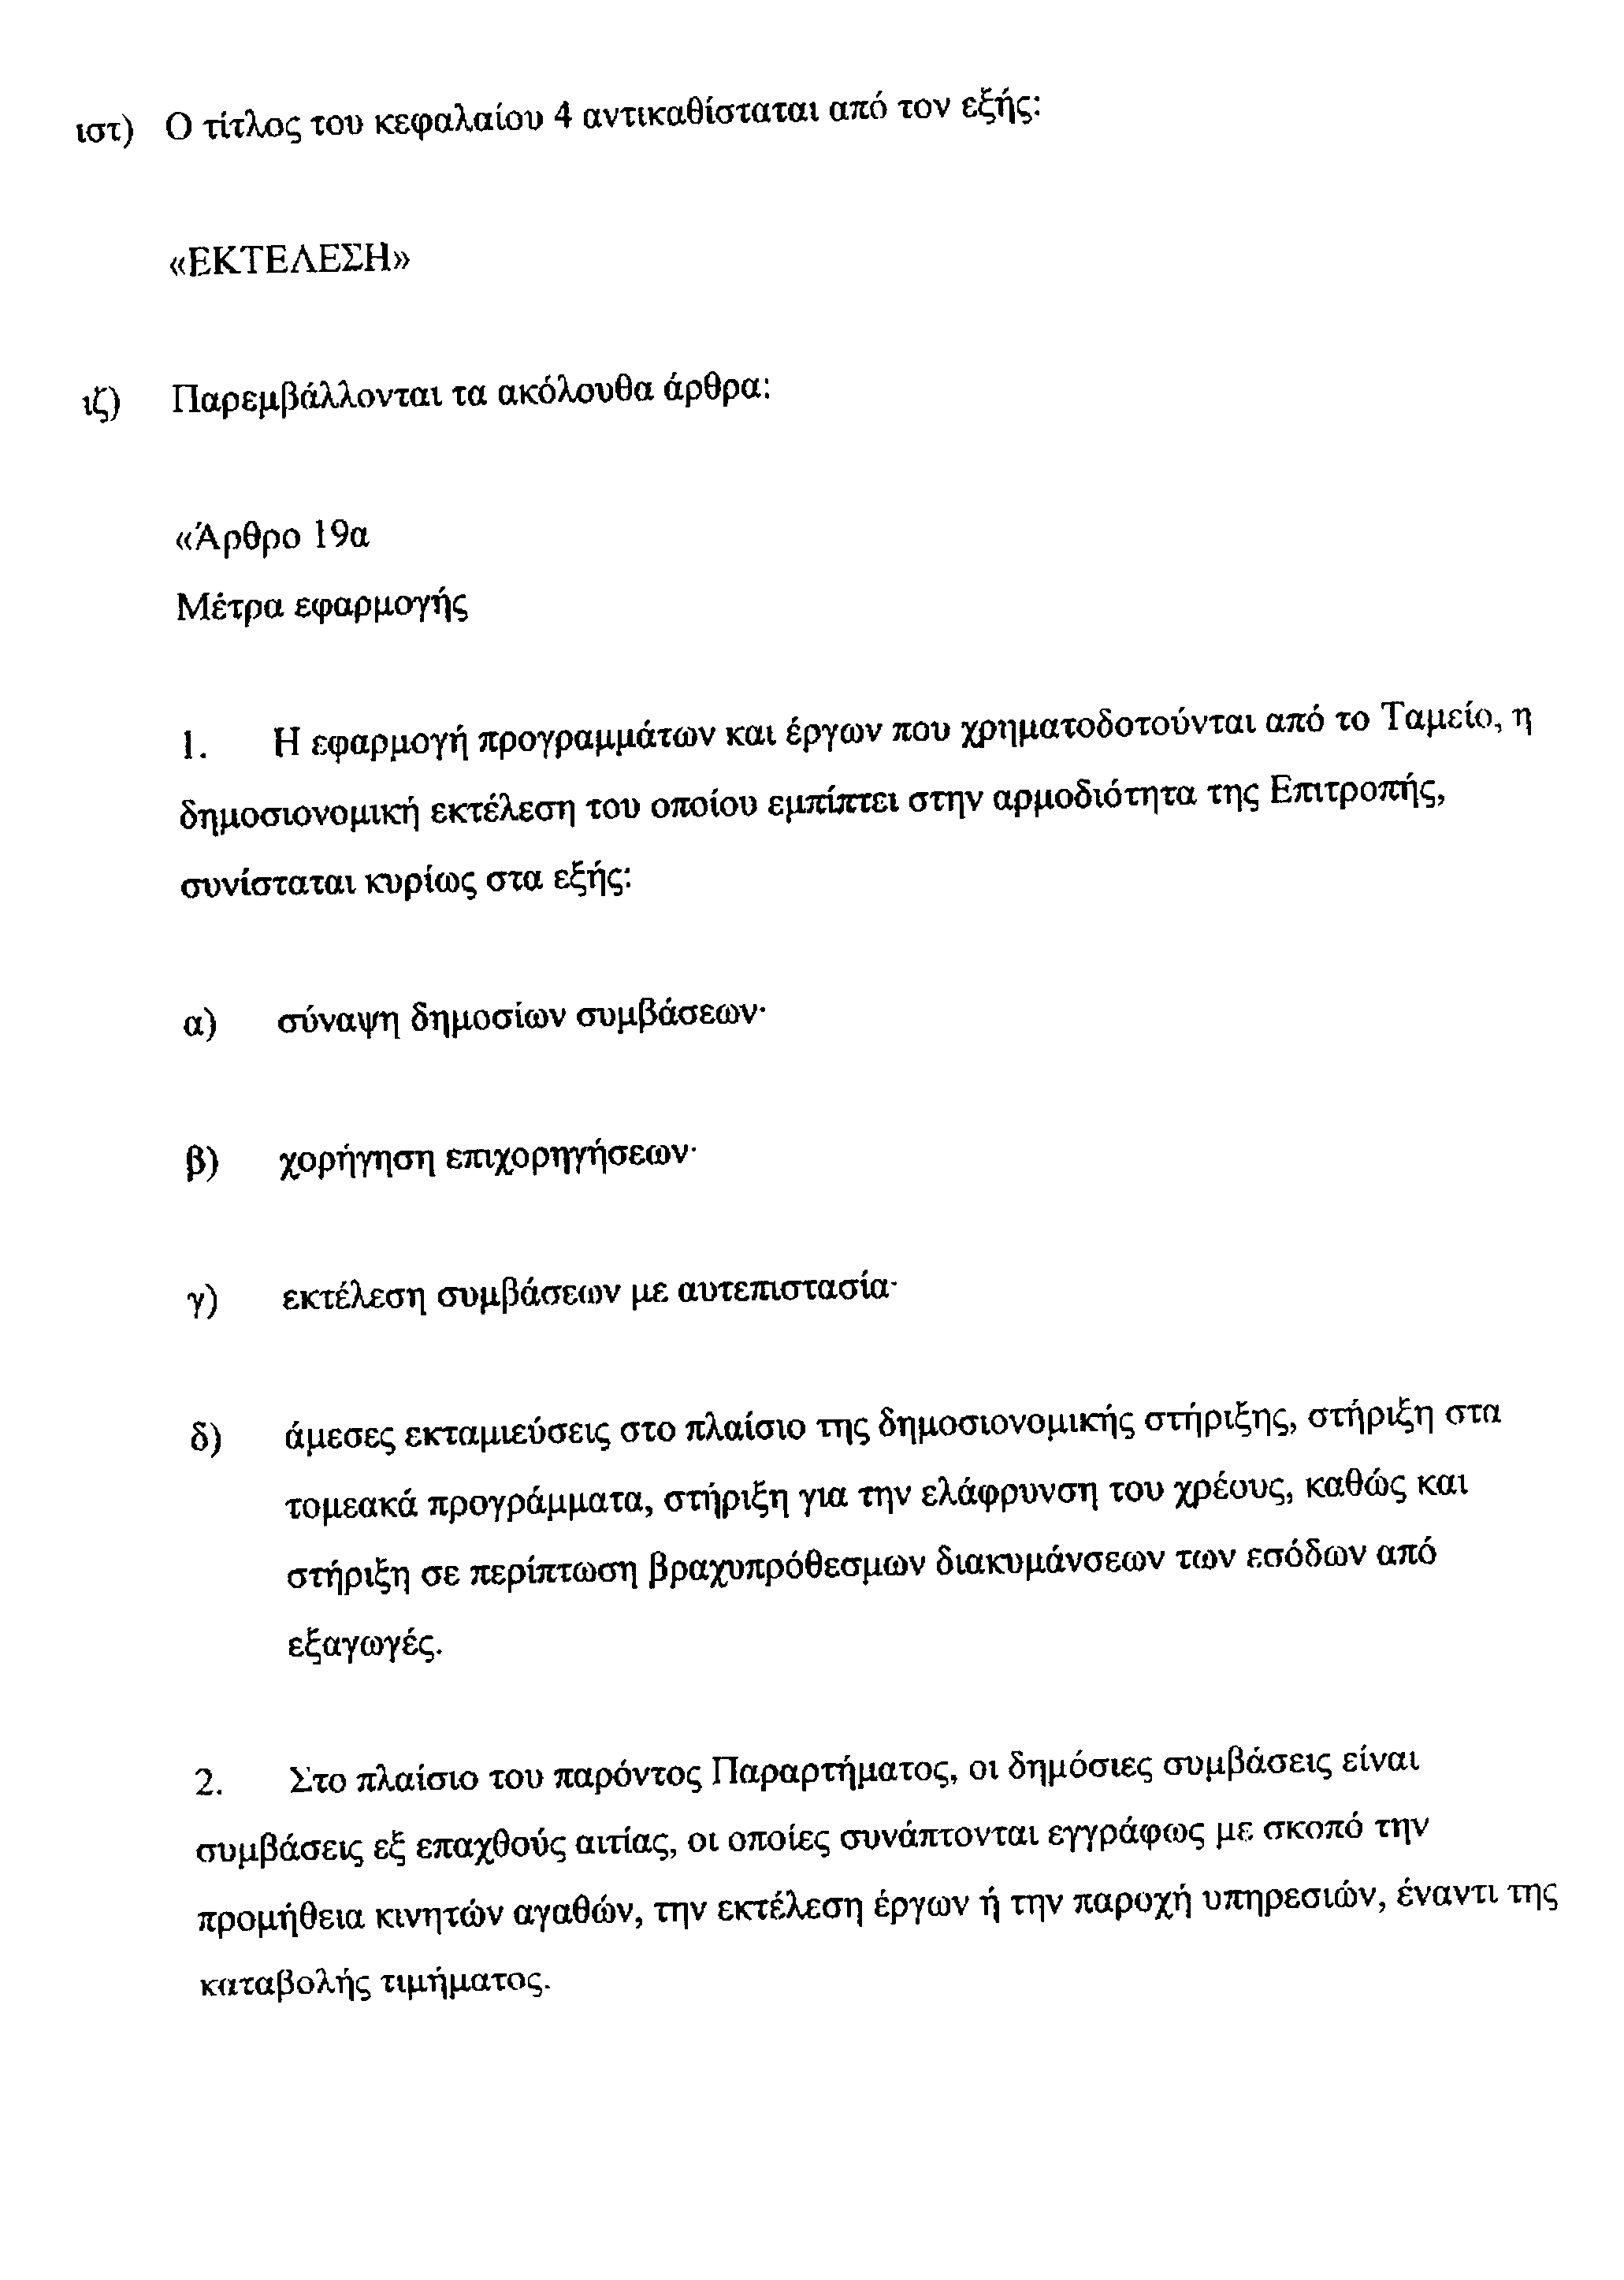 ιστ) Ο τίτλος του κεφαλαίου 4 αντικαθίσταται από τον εξής:
«ΕΚΤΕΛΕΣΗ»
ιζ) Παρεμβάλλονται τα ακόλουθα άρθρα:
«Άρθρο 19α
Μέτρα εφαρμογής
1. Η εφαρμογή προγραμμάτων και έργων που χρηματοδοτούνται από το Ταμείο, η
δημοσιονομική εκτέλεση του οποίου εμπίπτει στην αρμοδιότητα της Επιτροπής,
συνίσταται κυρίως στα εξής:
α) σύναψη δημοσίων συμβάσεων·
β) χορήγηση επιχορηγήσεων·
γ) εκτέλεση συμβάσεων με αυτεπιστασία·
δ) άμεσες εκταμιεύσεις στο πλαίσιο της δημοσιονομικής στήριξης, στήριξη στα
τομεακά προγράμματα, στήριξη για την ελάφρυνση του χρέους, καθώς και
στήριξη σε περίπτωση βραχυπρόθεσμων διακυμάνσεων των εσόδων από
εξαγωγές.
2. Στο πλαίσιο του παρόντος Παραρτήματος, οι δημόσιες συμβάσεις είναι
συμβάσεις εξ επαχθούς αιτίας, οι οποίες συνάπτονται εγγράφως με σκοπό την
προμήθεια κινητών αγαθών, την εκτέλεση έργων ή την παροχή υπηρεσιών, έναντι της
καταβολής τιμήματος.